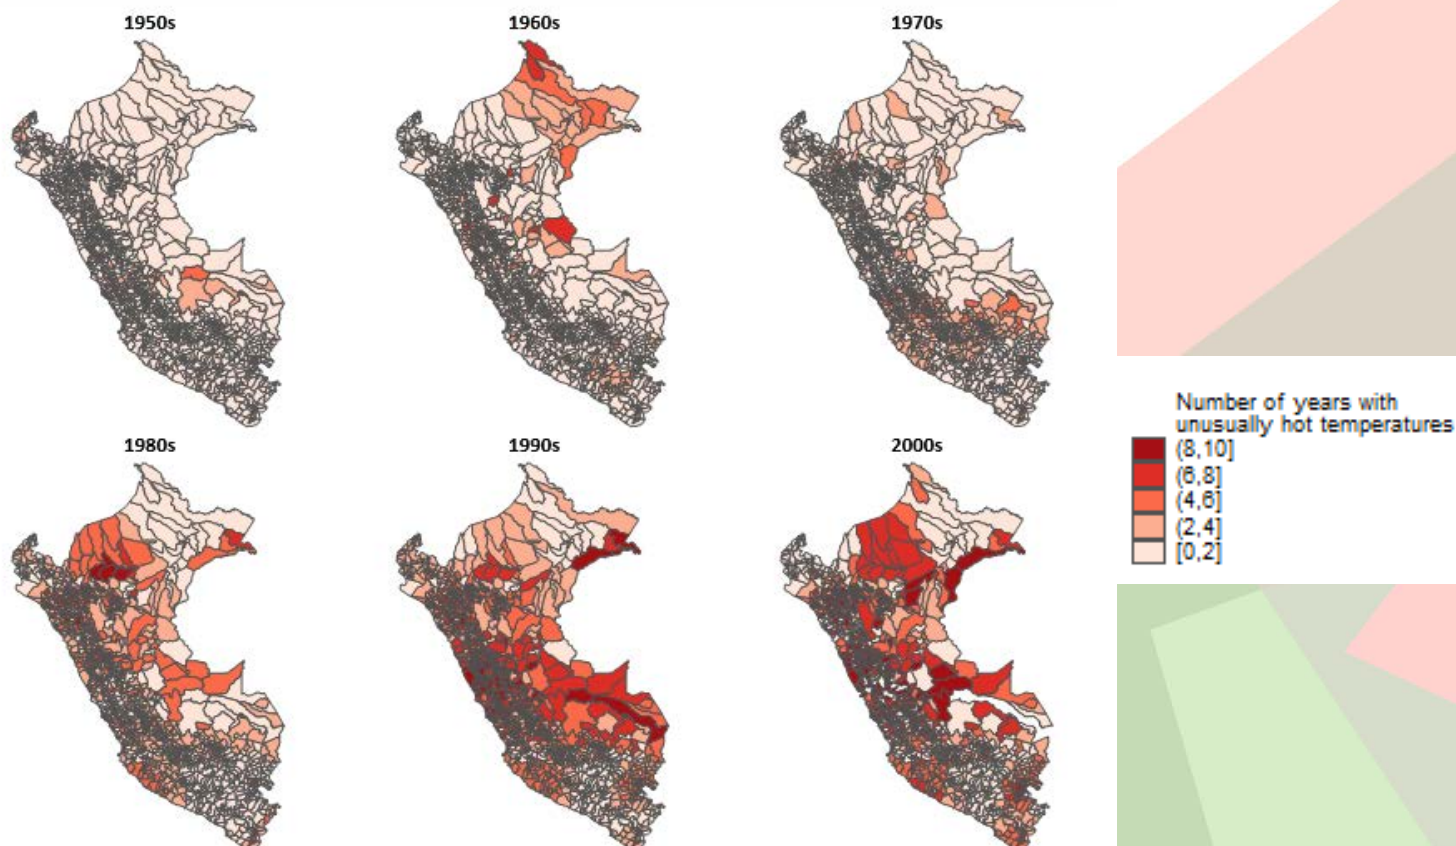 1950s
1960s
1970s
Number of years with
unusually hot temperatures
(8,10]
(6,8]
(4,6]
(2,4]
[0,2]
1980s
1990s
2000s